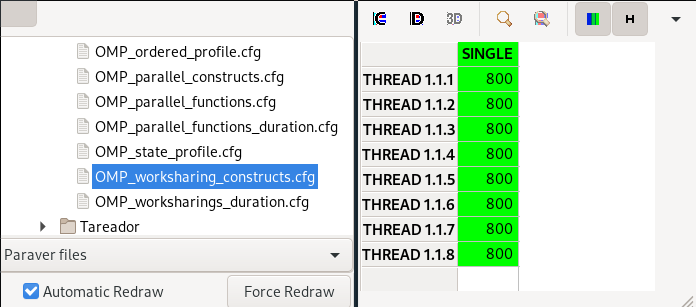 OMP_ordered_profile.cfg
OMP_parallel_constructs.cfg
OMP_parallel_functions.cfg
OMP_parallel_functions_duration.cfg
OMP_state_profile.cfg
OMP_worksharing_constructs.cfg
OMP_worksharings_duration.cfg
Tareador
Paraver files
Automatic Redraw
Force Redraw
IC ID 3D H
SINGLE
THREAD 1.1.1 800
THREAD 1.1.2 800
THREAD 1.1.3 800
THREAD 1.1.4 800
THREAD 1.1.5 800
THREAD 1.1.6 800
THREAD 1.1.7 800
THREAD 1.1.8 800